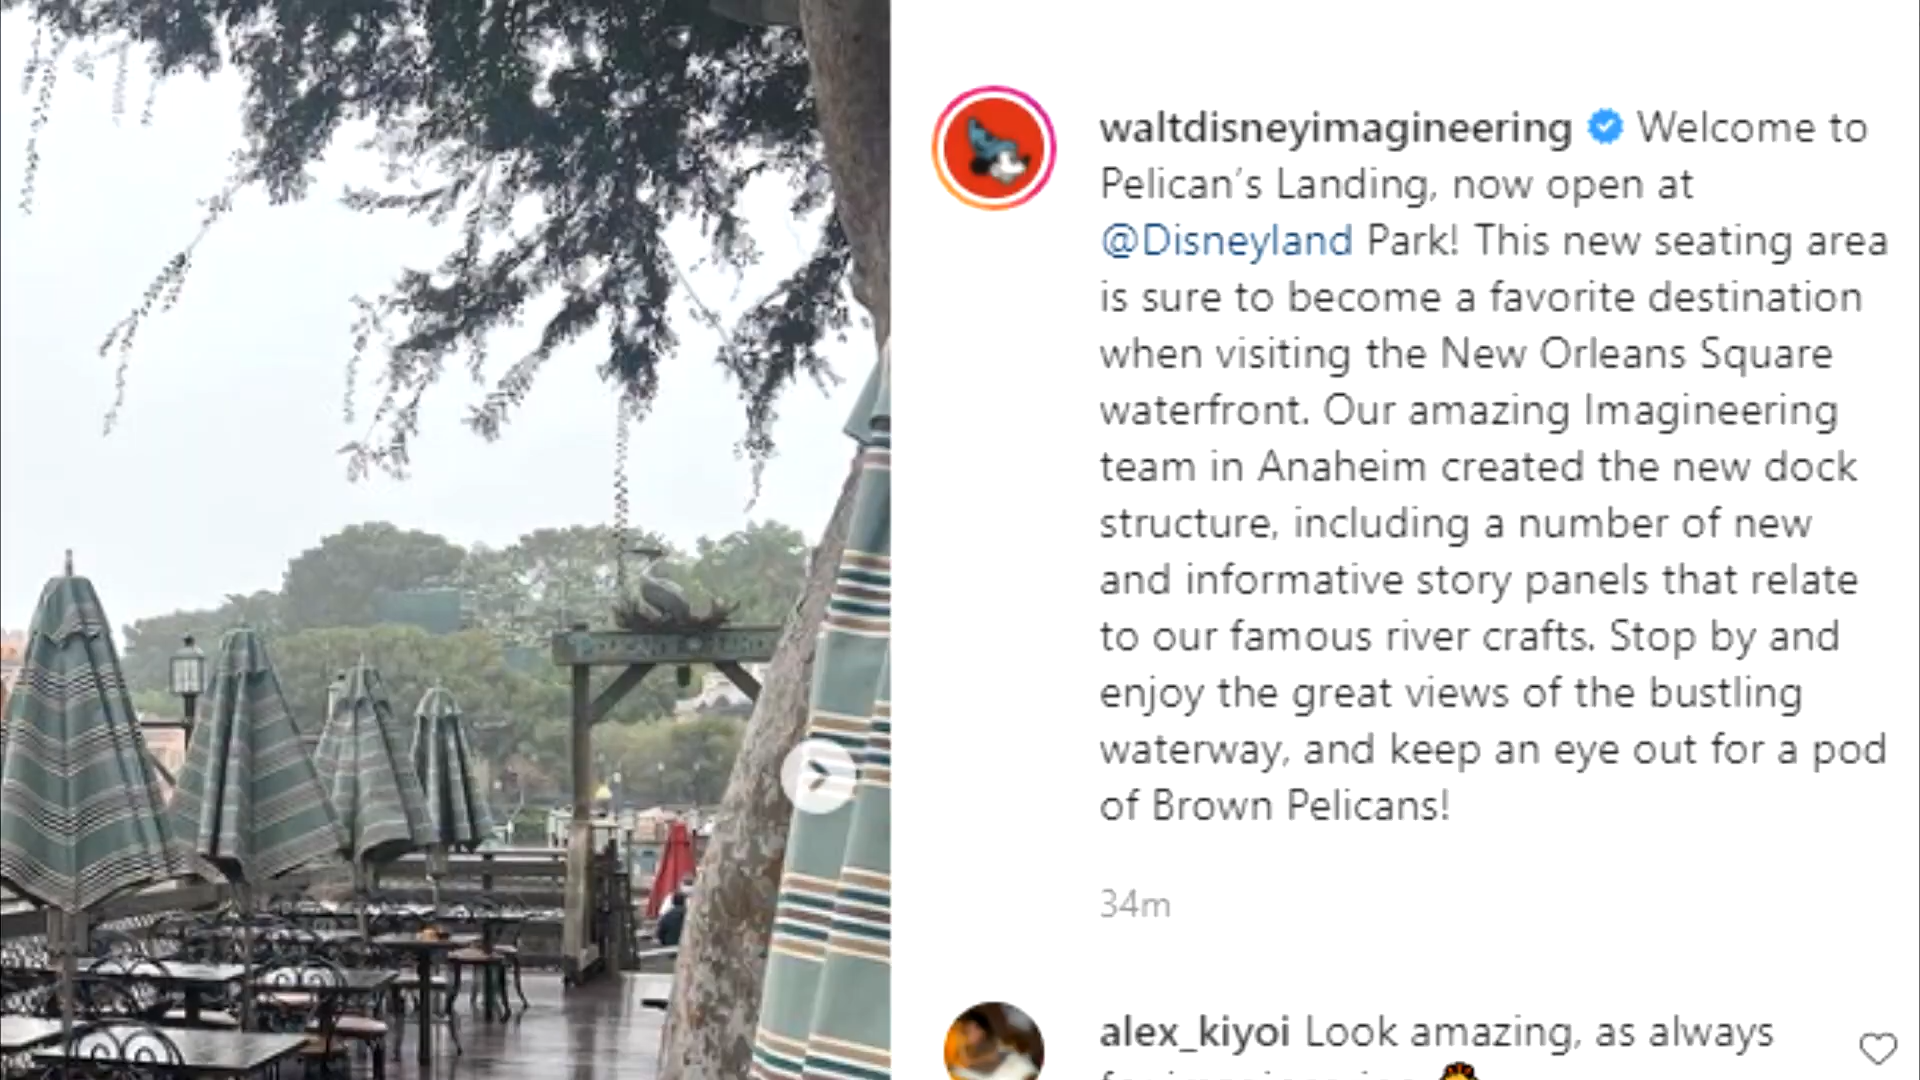 waltdisneyimagineering Welcome to
Pelican's Landing, now open at
@Disneyland Park! This new seating area
is sure to become a favorite destination
when visiting the New Orleans Square
waterfront. Our amazing Imagineering
team in Anaheim created the new dock
structure, including a number of new
and informative story panels that relate
to our famous river crafts. Stop by and
enjoy the great views of the bustling
waterway, and keep an eye out for a pod
of Brown Pelicans!
34m
alex_kiyoi Look amazing, as always